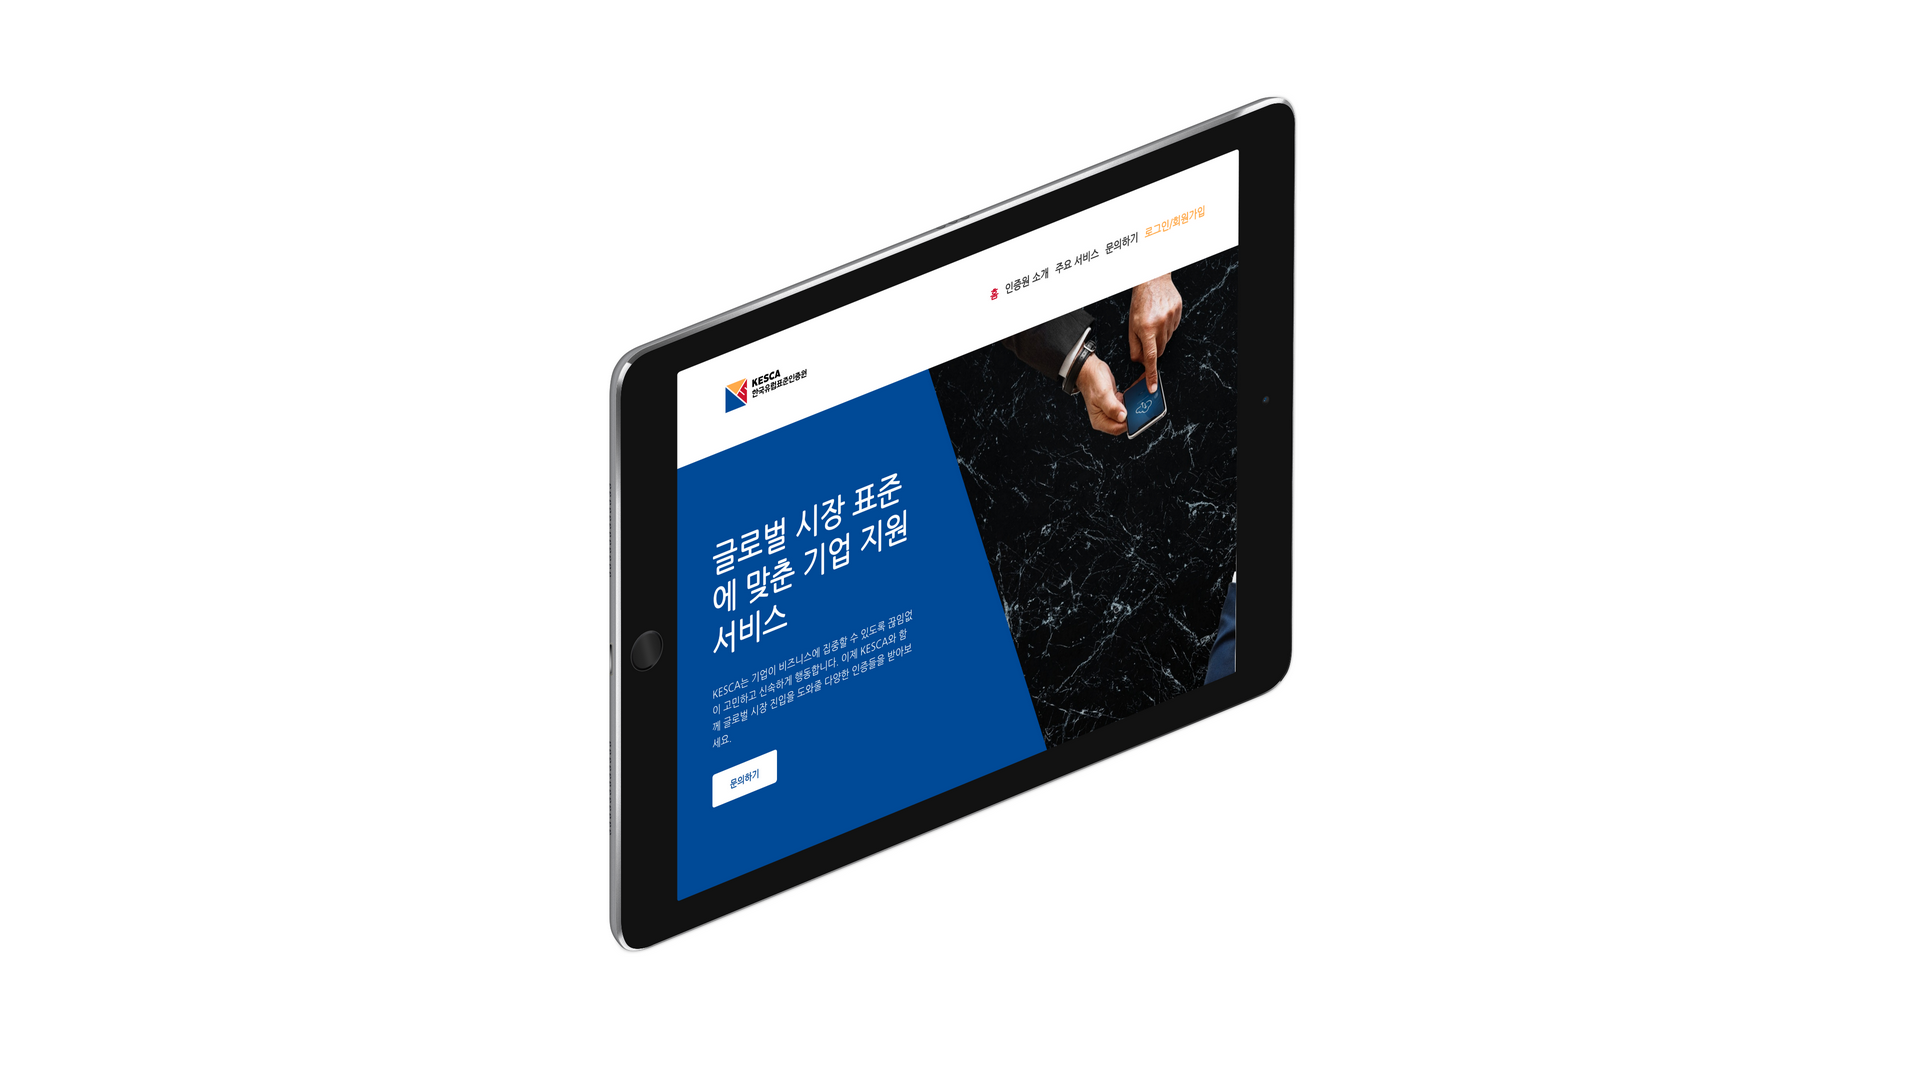 KESCA
한국유럽표준인증원
홈 인증원 소개 주요 서비스 문의하기 로그인/회원가입
글로벌 시장 표준
에 맞춘 기업 지원
서비스
KESCA는 기업이 비즈니스에 집중할 수 있도록 끊임없
이 고민하고 신속하게 행동합니다. 이제 KESCA와 함
께 글로벌 시장 진입을 도와줄 다양한 인증들을 받아보
세요.
문의하기